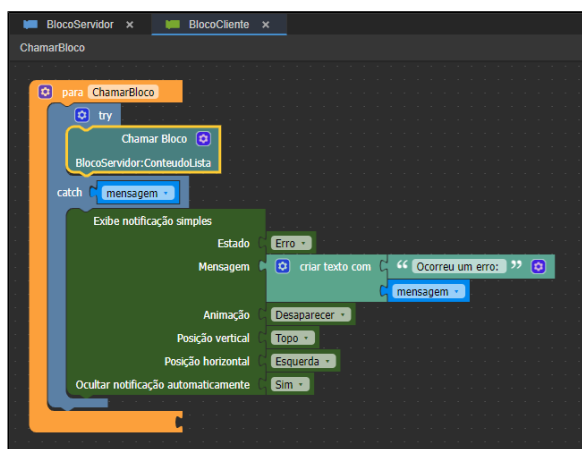 BlocoServidor × BlocoCliente ×
ChamarBloco
para ChamarBloco
try
Chamar Bloco
BlocoServidor:ConteudoLista
catch mensagem
Exibe notificação simples
Estado Erro
Mensagem criar texto com “ Ocorreu um erro: ”
mensagem
Animação Desaparecer
Posição vertical Topo
Posição horizontal Esquerda
Ocultar notificação automaticamente Sim